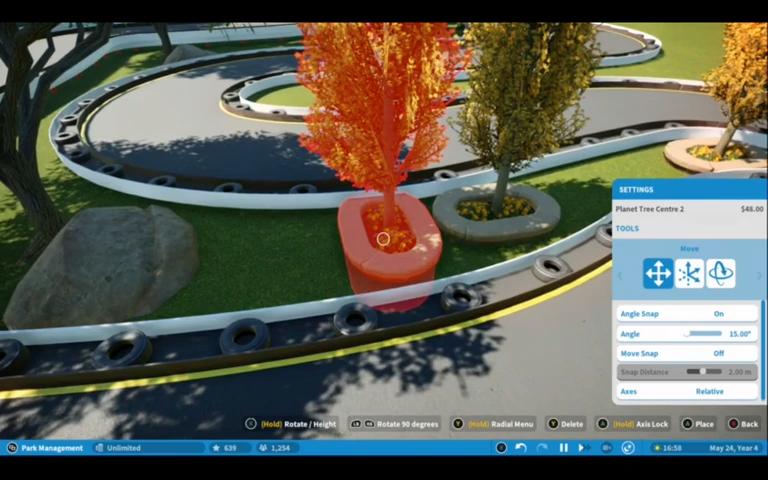 SETTINGS
Planet Tree Centre 2 $48.00
TOOLS
Move
Angle Snap On
Angle 15.00°
Move Snap Off
Snap Distance 2.00 m
Axes Relative
(Hold) Rotate / Height Rotate 90 degrees Y (Hold) Radial Menu Y Delete A (Hold) Axis Lock A Place B Back
Park Management Unlimited 639 1,254 16:58 May 24, Year 4